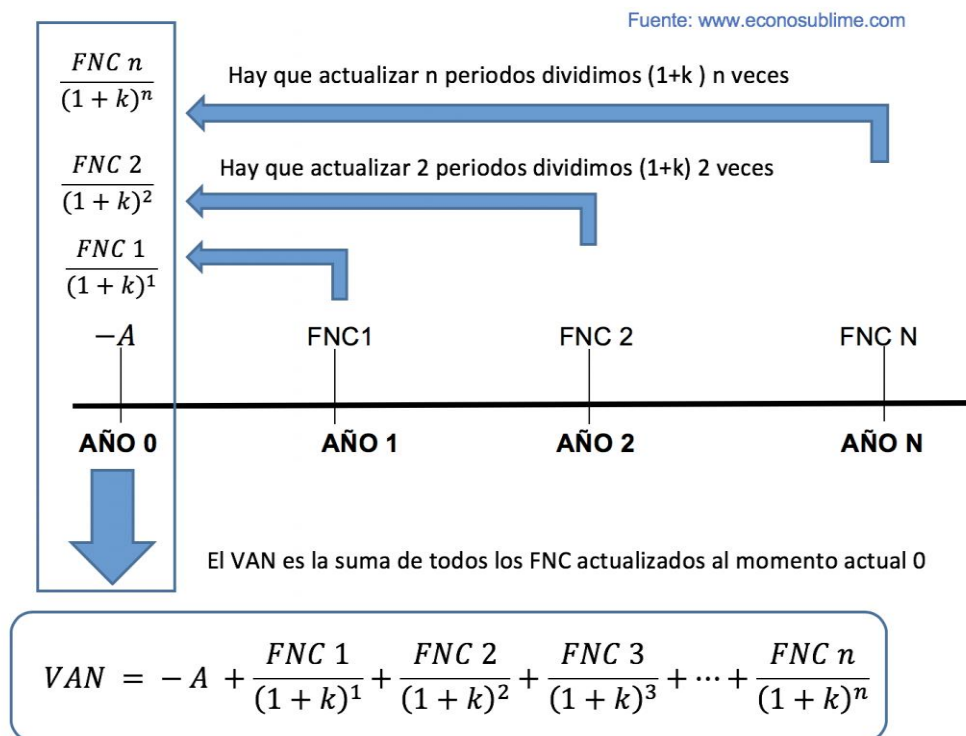 Fuente: www.econosublime.com
FNC n
(1 + k)^n
Hay que actualizar n periodos dividimos (1+k ) n veces
FNC 2
(1 + k)^2
Hay que actualizar 2 periodos dividimos (1+k) 2 veces
FNC 1
(1 + k)^1
−A FNC1 FNC 2 FNC N
AÑO 0 AÑO 1 AÑO 2 AÑO N
El VAN es la suma de todos los FNC actualizados al momento actual 0
VAN = − A + FNC 1/(1 + k)^1 + FNC 2/(1 + k)^2 + FNC 3/(1 + k)^3 + ⋯ + FNC n/(1 + k)^n